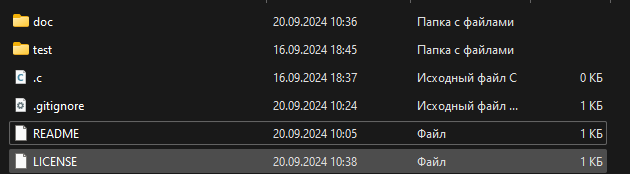 doc 20.09.2024 10:36 Папка с файлами
test 16.09.2024 18:45 Папка с файлами
.c 16.09.2024 18:37 Исходный файл C 0 КБ
.gitignore 20.09.2024 10:24 Исходный файл ... 1 КБ
README 20.09.2024 10:05 Файл 1 КБ
LICENSE 20.09.2024 10:38 Файл 1 КБ